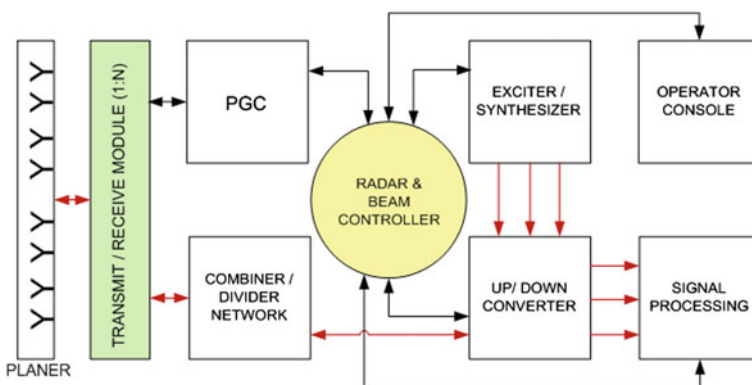 PLANER
TRANSMIT / RECEIVE MODULE (1:N)
PGC
COMBINER /
DIVIDER
NETWORK
RADAR &
BEAM
CONTROLLER
EXCITER /
SYNTHESIZER
UP/ DOWN
CONVERTER
OPERATOR
CONSOLE
SIGNAL
PROCESSING